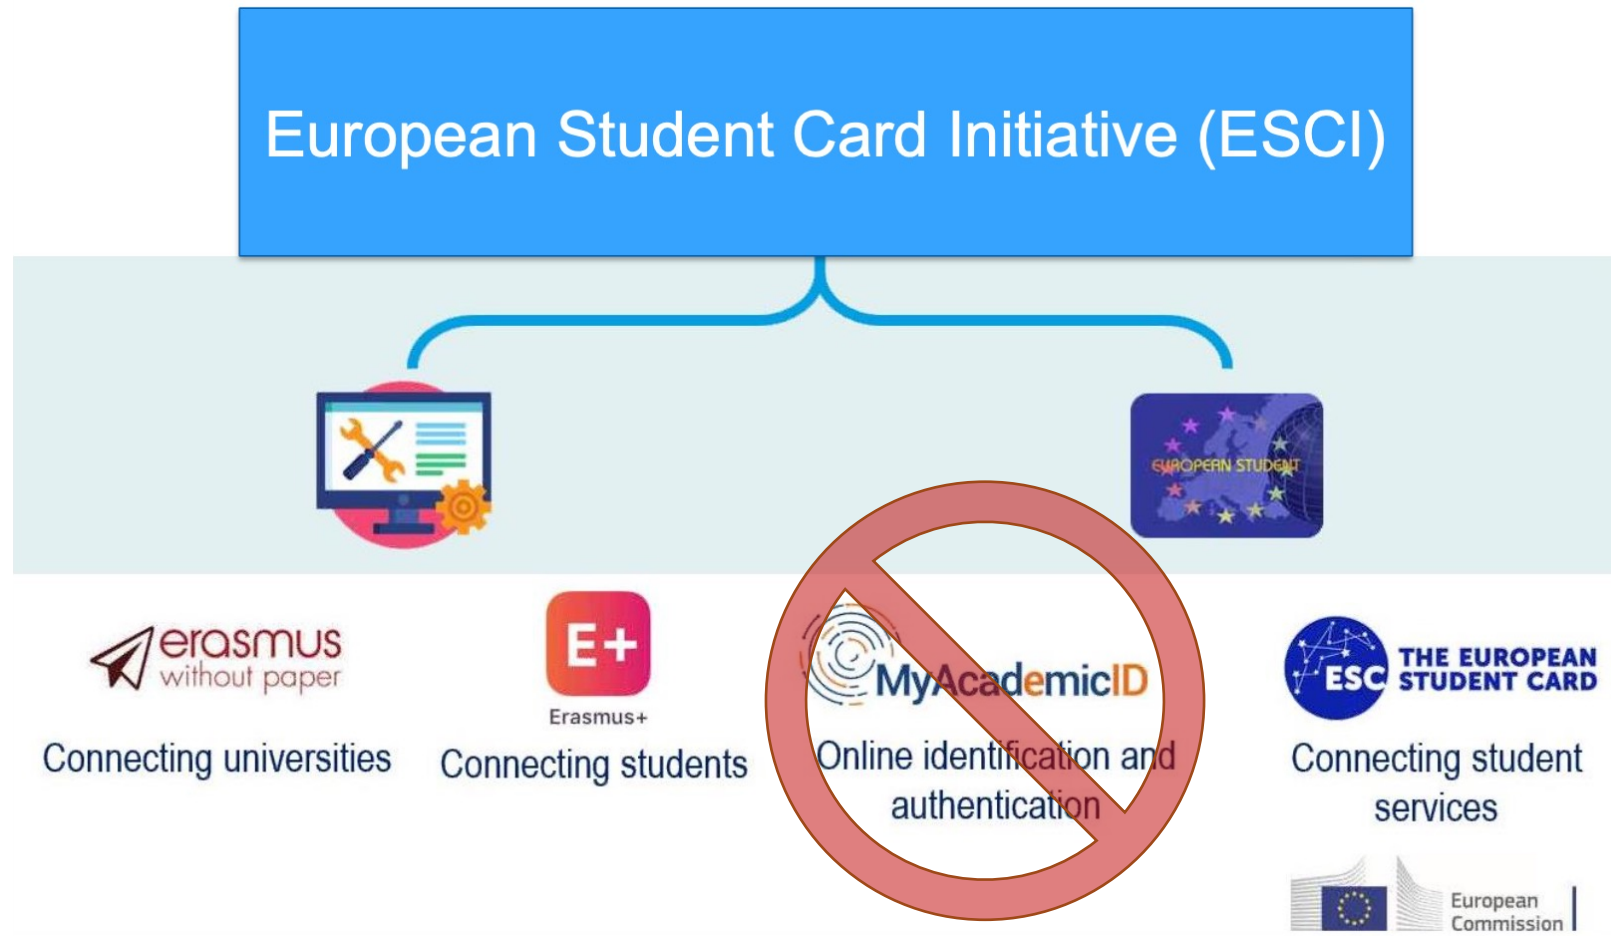 European Student Card Initiative (ESCI)
EUROPEAN STUDENT
erasmus
without paper
Connecting universities
E+
Erasmus+
Connecting students
MyAcademicID
Online identification and
authentication
ESC
THE EUROPEAN
STUDENT CARD
Connecting student
services
European
Commission